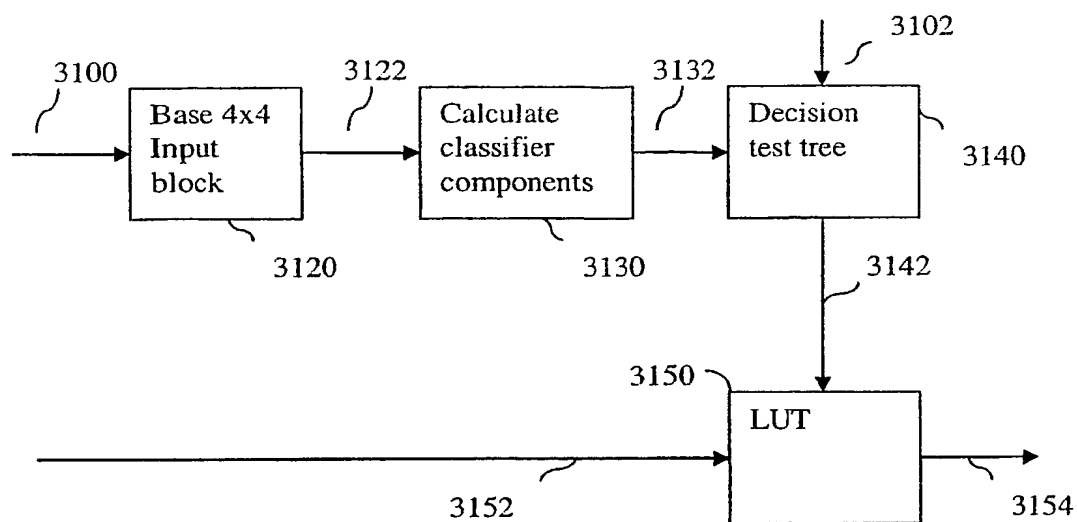 3102
3100
3122
3132
Base 4x4
Input
block
Calculate
classifier
components
Decision
test tree
3140
3120
3130
3142
3150
LUT
3152
3154